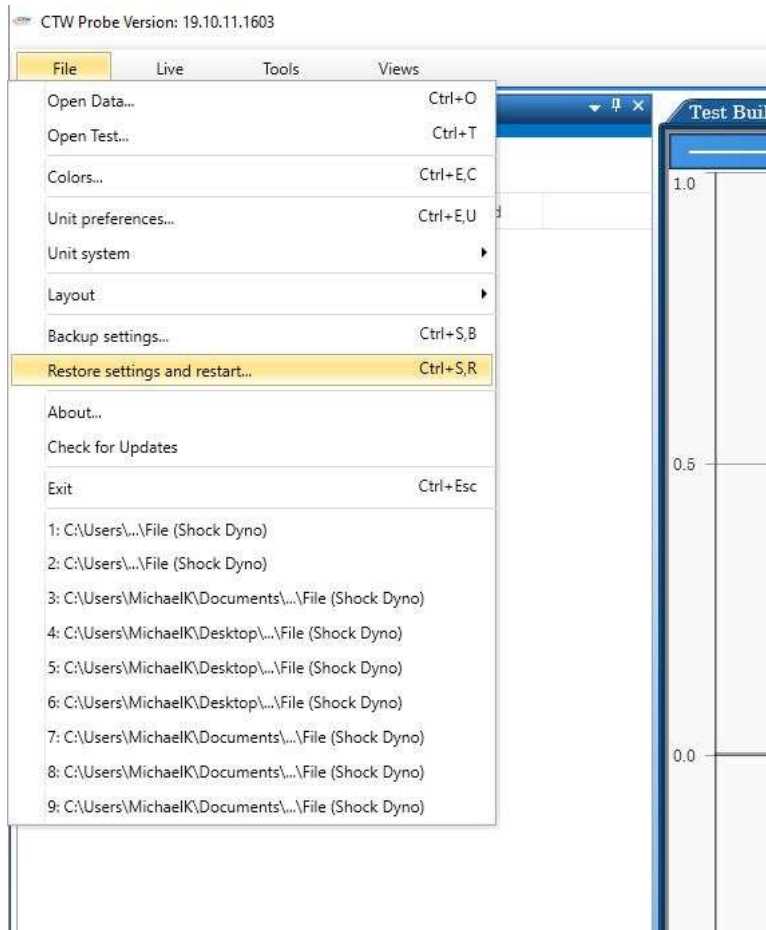 CTW Probe Version: 19.10.11.1603
File Live Tools Views
Open Data... Ctrl+O
Open Test... Ctrl+T
Colors... Ctrl+E,C
Unit preferences... Ctrl+E,U
Unit system
Layout
Backup settings... Ctrl+S,B
Restore settings and restart... Ctrl+S,R
About...
Check for Updates
Exit Ctrl+Esc
1: C:\Users\...\File (Shock Dyno)
2: C:\Users\...\File (Shock Dyno)
3: C:\Users\MichaelK\Documents\...\File (Shock Dyno)
4: C:\Users\MichaelK\Desktop\...\File (Shock Dyno)
5: C:\Users\MichaelK\Desktop\...\File (Shock Dyno)
6: C:\Users\MichaelK\Desktop\...\File (Shock Dyno)
7: C:\Users\MichaelK\Documents\...\File (Shock Dyno)
8: C:\Users\MichaelK\Documents\...\File (Shock Dyno)
9: C:\Users\MichaelK\Documents\...\File (Shock Dyno)
Test Buil
1.0
0.5
0.0